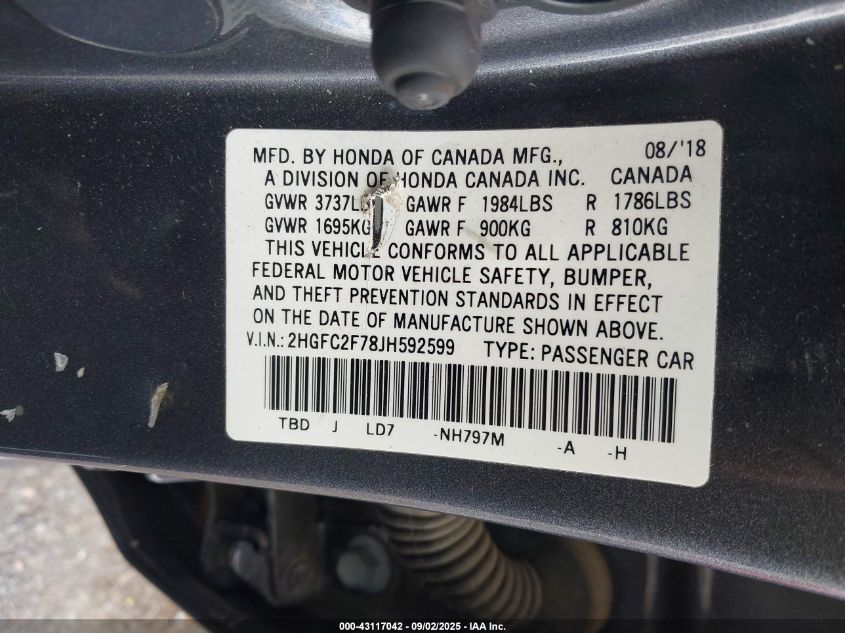 MFD. BY HONDA OF CANADA MFG., 08/'18
A DIVISION OF HONDA CANADA INC. CANADA
GVWR 3737LBS GAWR F 1984LBS R 1786LBS
GVWR 1695KG GAWR F 900KG R 810KG
THIS VEHICLE CONFORMS TO ALL APPLICABLE
FEDERAL MOTOR VEHICLE SAFETY, BUMPER,
AND THEFT PREVENTION STANDARDS IN EFFECT
ON THE DATE OF MANUFACTURE SHOWN ABOVE.
V.I.N.: 2HGFC2F78JH592599 TYPE: PASSENGER CAR
TBD J LD7 -NH797M -A -H
000-43117042 - 09/02/2025 - IAA Inc.